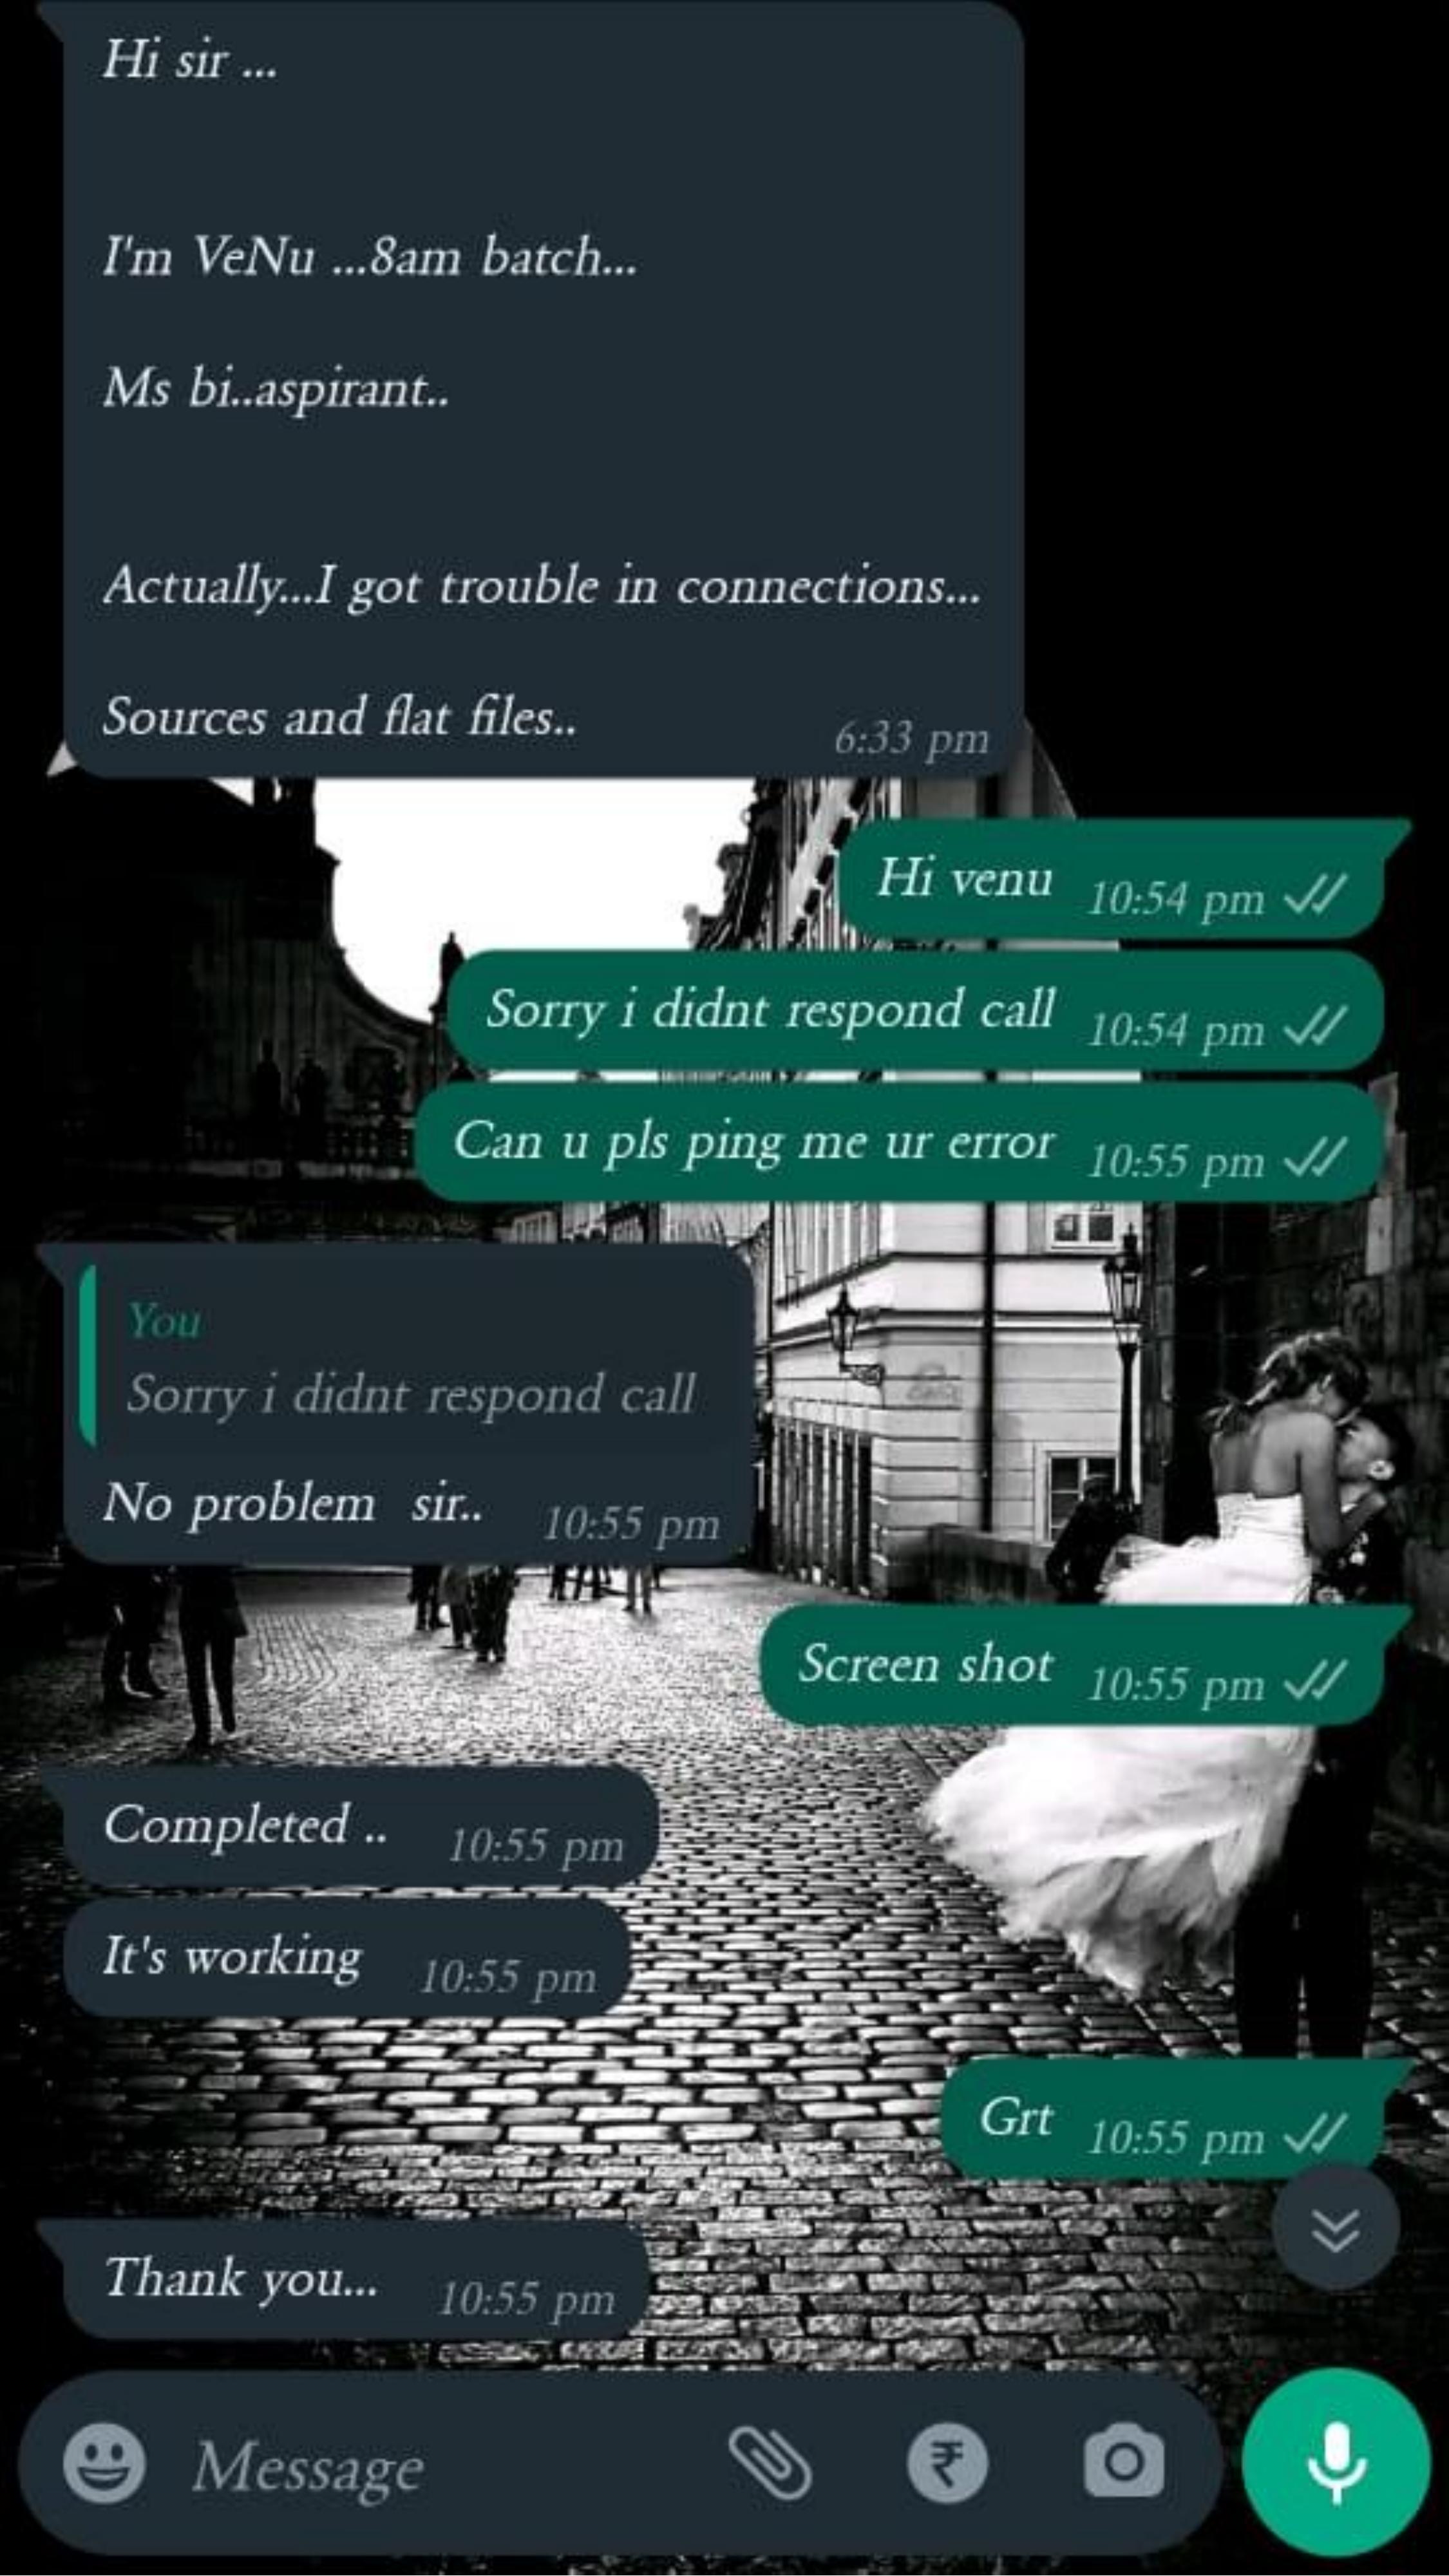 Hi sir ...
I'm VeNu ...8am batch...
Ms bi..aspirant..
Actually...I got trouble in connections...
Sources and flat files..
6:33 pm
Hi venu 10:54 pm
Sorry i didnt respond call 10:54 pm
Can u pls ping me ur error 10:55 pm
You
Sorry i didnt respond call
No problem  sir.. 10:55 pm
Screen shot 10:55 pm
Completed .. 10:55 pm
It's working 10:55 pm
Grt 10:55 pm
Thank you... 10:55 pm
Message
₹